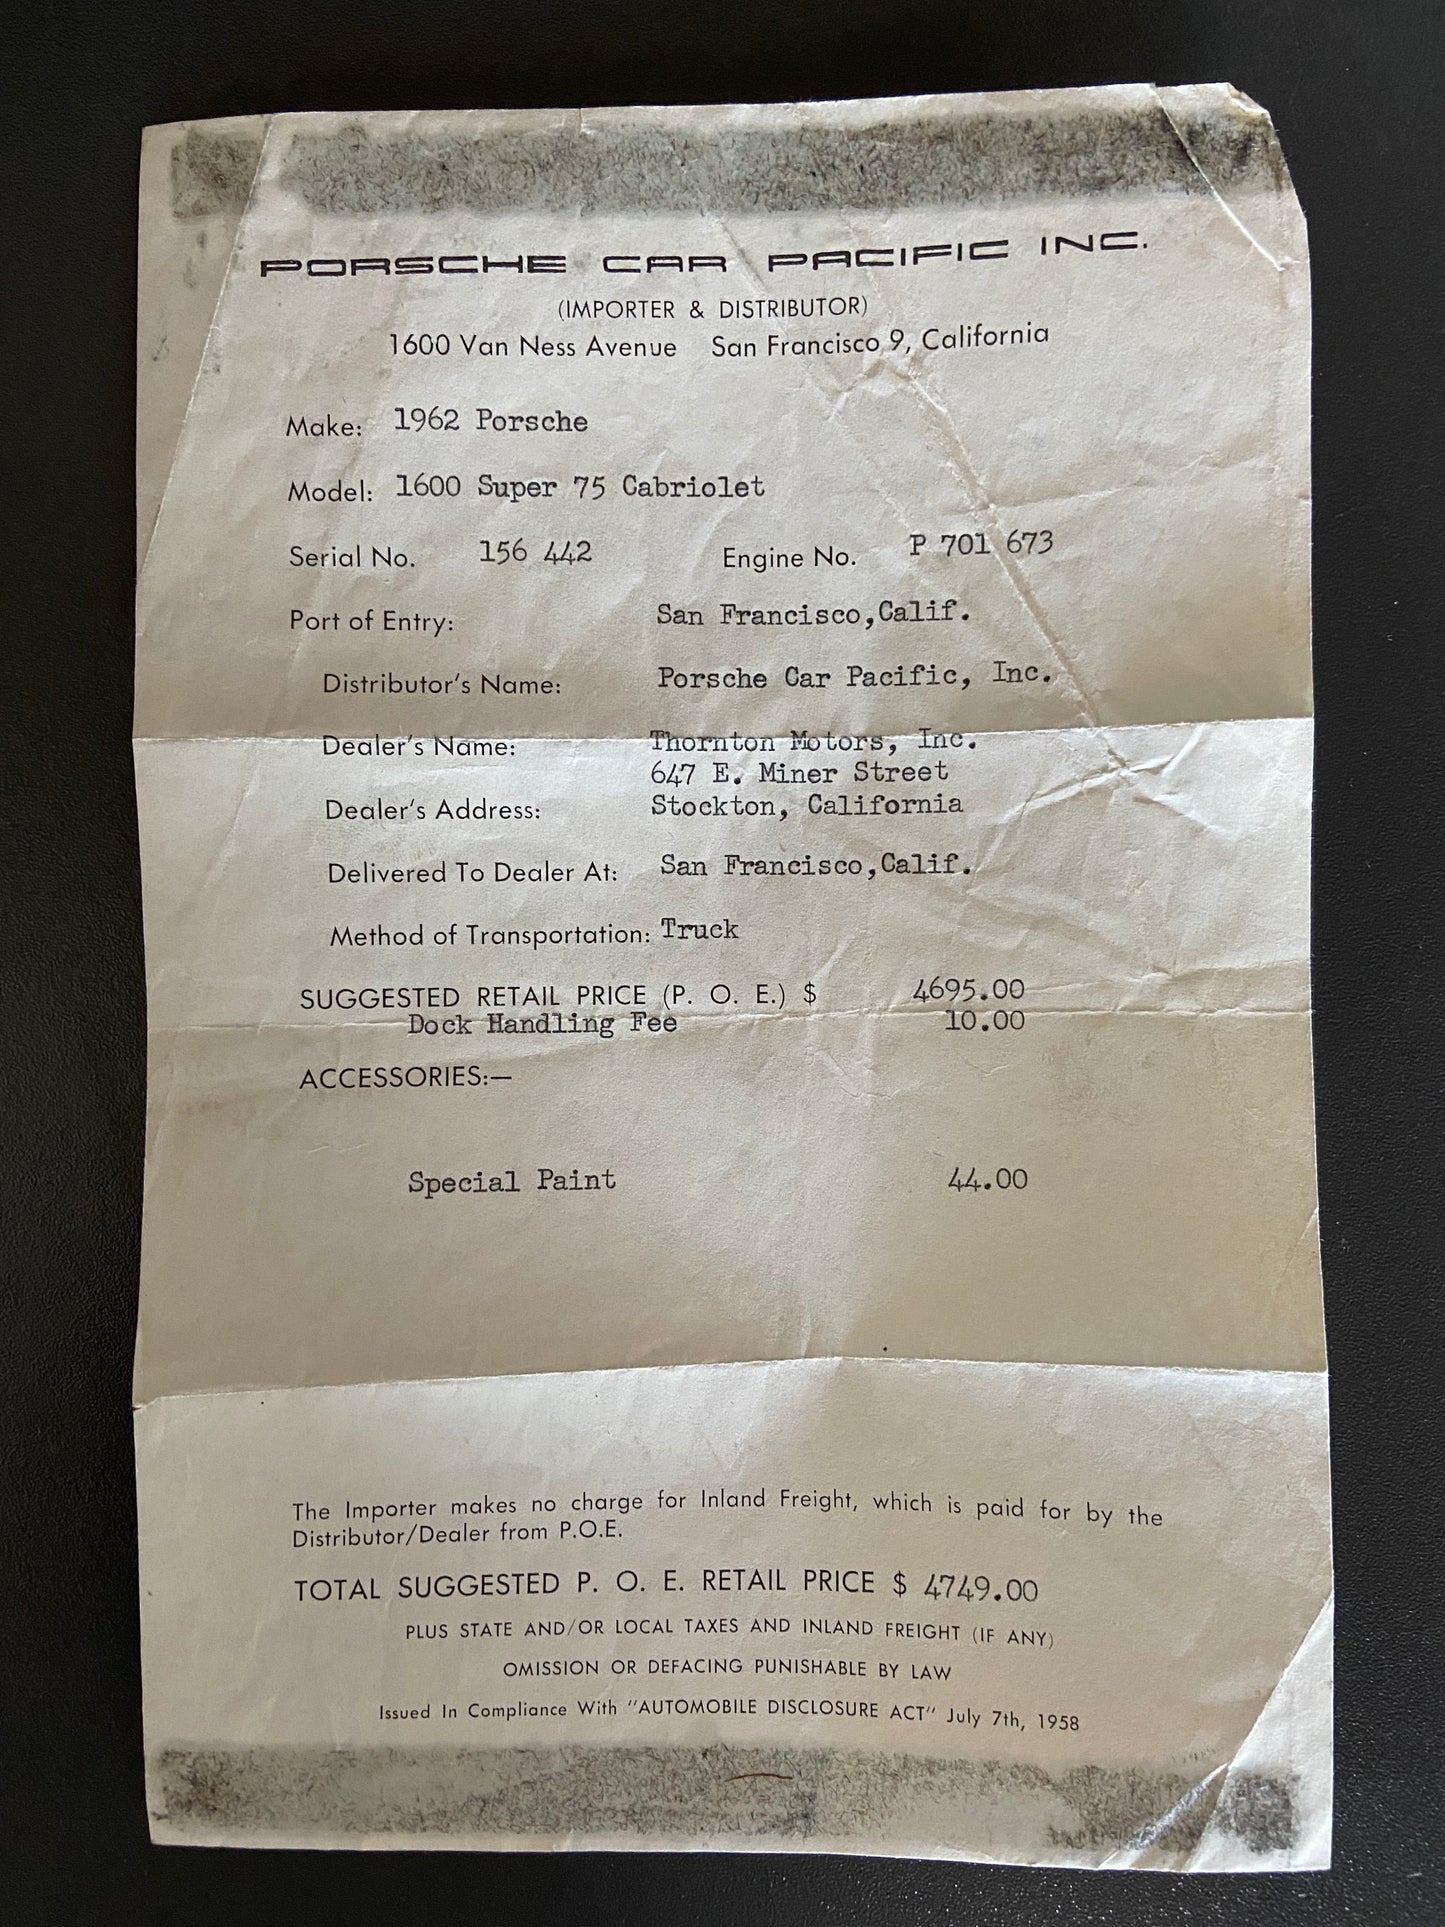 PORSCHE CAR PACIFIC INC.
(IMPORTER & DISTRIBUTOR)
1600 Van Ness Avenue San Francisco 9, California
Make: 1962 Porsche
Model: 1600 Super 75 Cabriolet
Serial No. 156 442 Engine No. P 701 673
Port of Entry: San Francisco,Calif.
Distributor's Name: Porsche Car Pacific, Inc.
Dealer's Name: Thornton Motors, Inc.
647 E. Miner Street
Dealer's Address: Stockton, California
Delivered To Dealer At: San Francisco,Calif.
Method of Transportation: Truck
SUGGESTED RETAIL PRICE (P. O. E.) $ 4695.00
Dock Handling Fee 10.00
ACCESSORIES:—
Special Paint 44.00
The Importer makes no charge for Inland Freight, which is paid for by the
Distributor/Dealer from P.O.E.
TOTAL SUGGESTED P. O. E. RETAIL PRICE $ 4749.00
PLUS STATE AND/OR LOCAL TAXES AND INLAND FREIGHT (IF ANY)
OMISSION OR DEFACING PUNISHABLE BY LAW
Issued In Compliance With "AUTOMOBILE DISCLOSURE ACT" July 7th, 1958